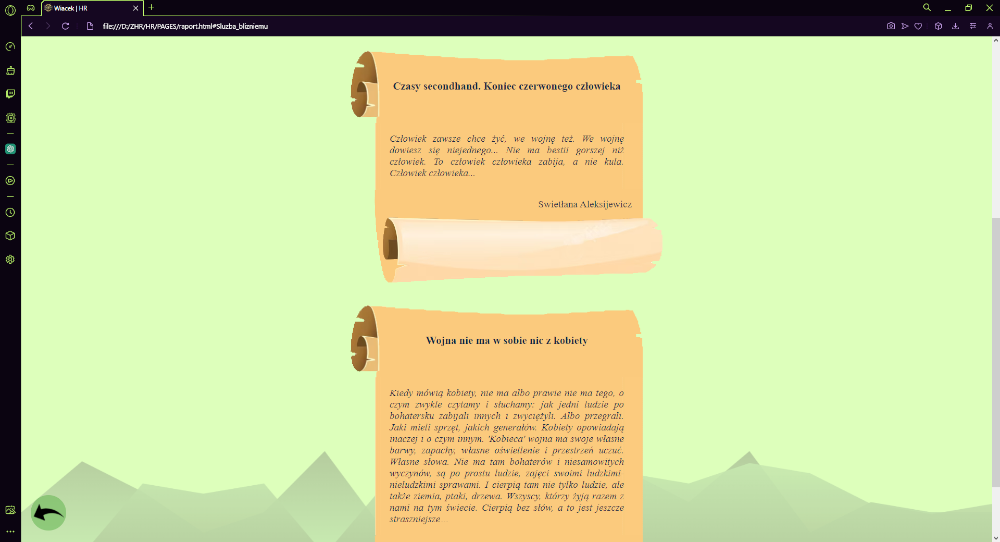 Wiacek | HR
file:///D:/ZHR/HR/PAGES/raport.html#Sluzba_blizniemu
Czasy secondhand. Koniec czerwonego człowieka
Człowiek zawsze chce żyć, we wojnę też. We wojnę
dowiesz się niejednego... Nie ma bestii gorszej niż
człowiek. To człowiek człowieka zabija, a nie kula.
Człowiek człowieka...
Swietłana Aleksijewicz
Wojna nie ma w sobie nic z kobiety
Kiedy mówią kobiety, nie ma albo prawie nie ma tego, o
czym zwykle czytamy i słuchamy: jak jedni ludzie po
bohatersku zabijali innych i zwyciężyli. Albo przegrali.
Jaki mieli sprzęt, jakich generałów. Kobiety opowiadają
inaczej i o czym innym. 'Kobieca' wojna ma swoje własne
barwy, zapachy, własne oświetlenie i przestrzeń uczuć.
Własne słowa. Nie ma tam bohaterów i niesamowitych
wyczynów, są po prostu ludzie, zajęci swoimi ludzkimi-
nieludzkimi sprawami. I cierpią tam nie tylko ludzie, ale
także ziemia, ptaki, drzewa. Wszyscy, którzy żyją razem z
nami na tym świecie. Cierpią bez słów, a to jest jeszcze
straszniejsze...